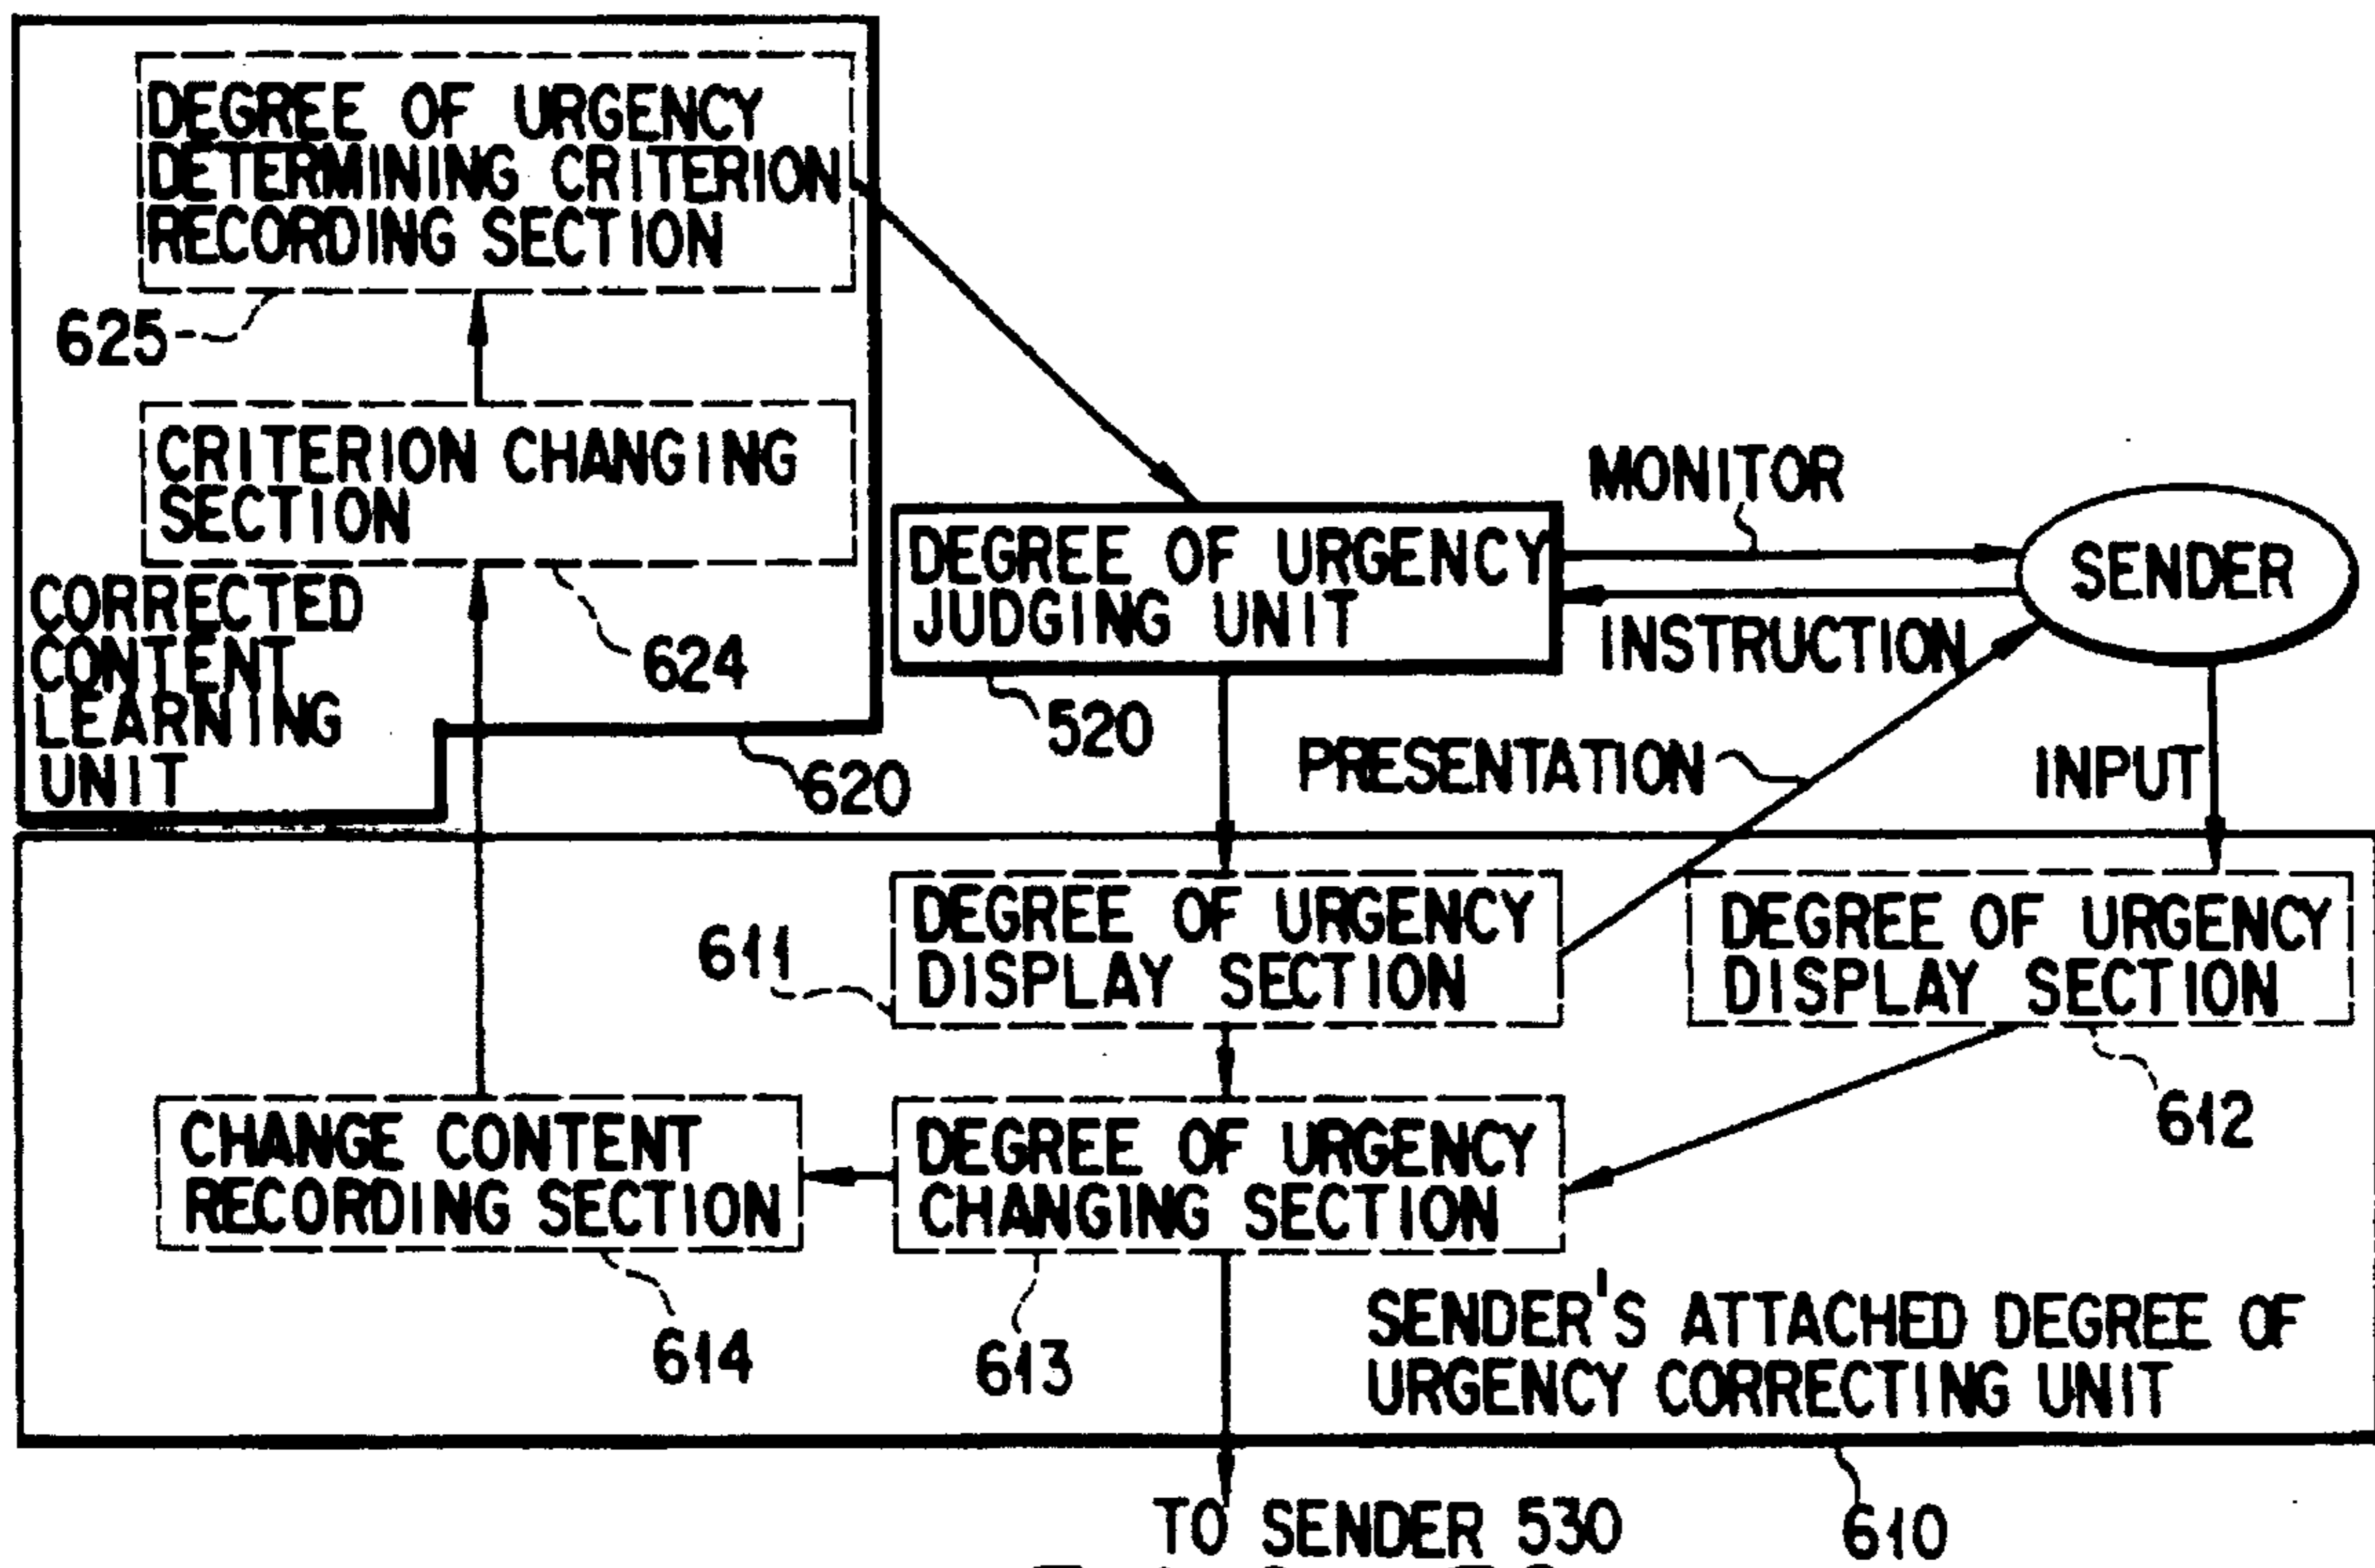 DEGREE OF URGENCY
DETERMINING CRITERION
RECORDING SECTION
625
CRITERION CHANGING
SECTION
CORRECTED
CONTENT
LEARNING
UNIT
624
620
DEGREE OF URGENCY
JUDGING UNIT
520
MONITOR
INSTRUCTION
SENDER
PRESENTATION
INPUT
611
DEGREE OF URGENCY
DISPLAY SECTION
DEGREE OF URGENCY
DISPLAY SECTION
612
CHANGE CONTENT
RECORDING SECTION
614
DEGREE OF URGENCY
CHANGING SECTION
613
SENDER'S ATTACHED DEGREE OF
URGENCY CORRECTING UNIT
TO SENDER 530
610